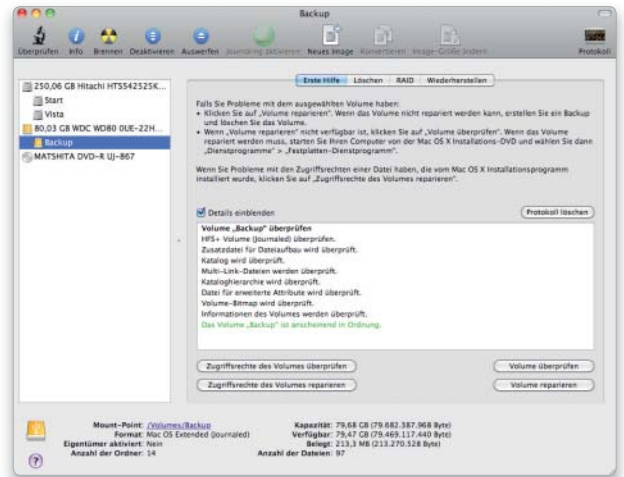 Backup
Überprüfen Info Brennen Deaktivieren Auswerfen Journaling aktivieren Neues Image Konvertieren Image-Größe ändern Protokoll
250,06 GB Hitachi HTS542525K...
Start
Vista
80,03 GB WDC WD80 0UE-22H...
Backup
MATSHITA DVD-R UJ-867
Erste Hilfe Löschen RAID Wiederherstellen
Falls Sie Probleme mit dem ausgewählten Volume haben:
• Klicken Sie auf „Volume reparieren“. Wenn das Volume nicht repariert werden kann, erstellen Sie ein Backup
und löschen Sie das Volume.
• Wenn „Volume reparieren“ nicht verfügbar ist, klicken Sie auf „Volume überprüfen“. Wenn das Volume
repariert werden muss, starten Sie Ihren Computer von der Mac OS X Installations-DVD und wählen Sie dann
„Dienstprogramme“ > „Festplatten-Dienstprogramm“.
Wenn Sie Probleme mit den Zugriffsrechten einer Datei haben, die vom Mac OS X Installationsprogramm
installiert wurde, klicken Sie auf „Zugriffsrechte des Volumes reparieren“.
Details einblenden
Protokoll löschen
Volume „Backup“ überprüfen
HFS+ Volume (Journaled) überprüfen.
Zusatzdatei für Dateiaufbau wird überprüft.
Katalog wird überprüft.
Multi-Link-Dateien werden überprüft.
Kataloghierarchie wird überprüft.
Datei für erweiterte Attribute wird überprüft.
Volume-Bitmap wird überprüft.
Informationen des Volumes werden überprüft.
Das Volume „Backup“ ist anscheinend in Ordnung.
Zugriffsrechte des Volumes überprüfen
Volume überprüfen
Zugriffsrechte des Volumes reparieren
Volume reparieren
Mount-Point: /Volumes/Backup Kapazität: 79,68 GB (79.682.387.968 Byte)
Format: Mac OS Extended (Journaled) Verfügbar: 79,47 GB (79.469.117.440 Byte)
Eigentümer aktiviert: Nein Belegt: 213,3 MB (213.270.528 Byte)
Anzahl der Ordner: 14 Anzahl der Dateien: 97
?